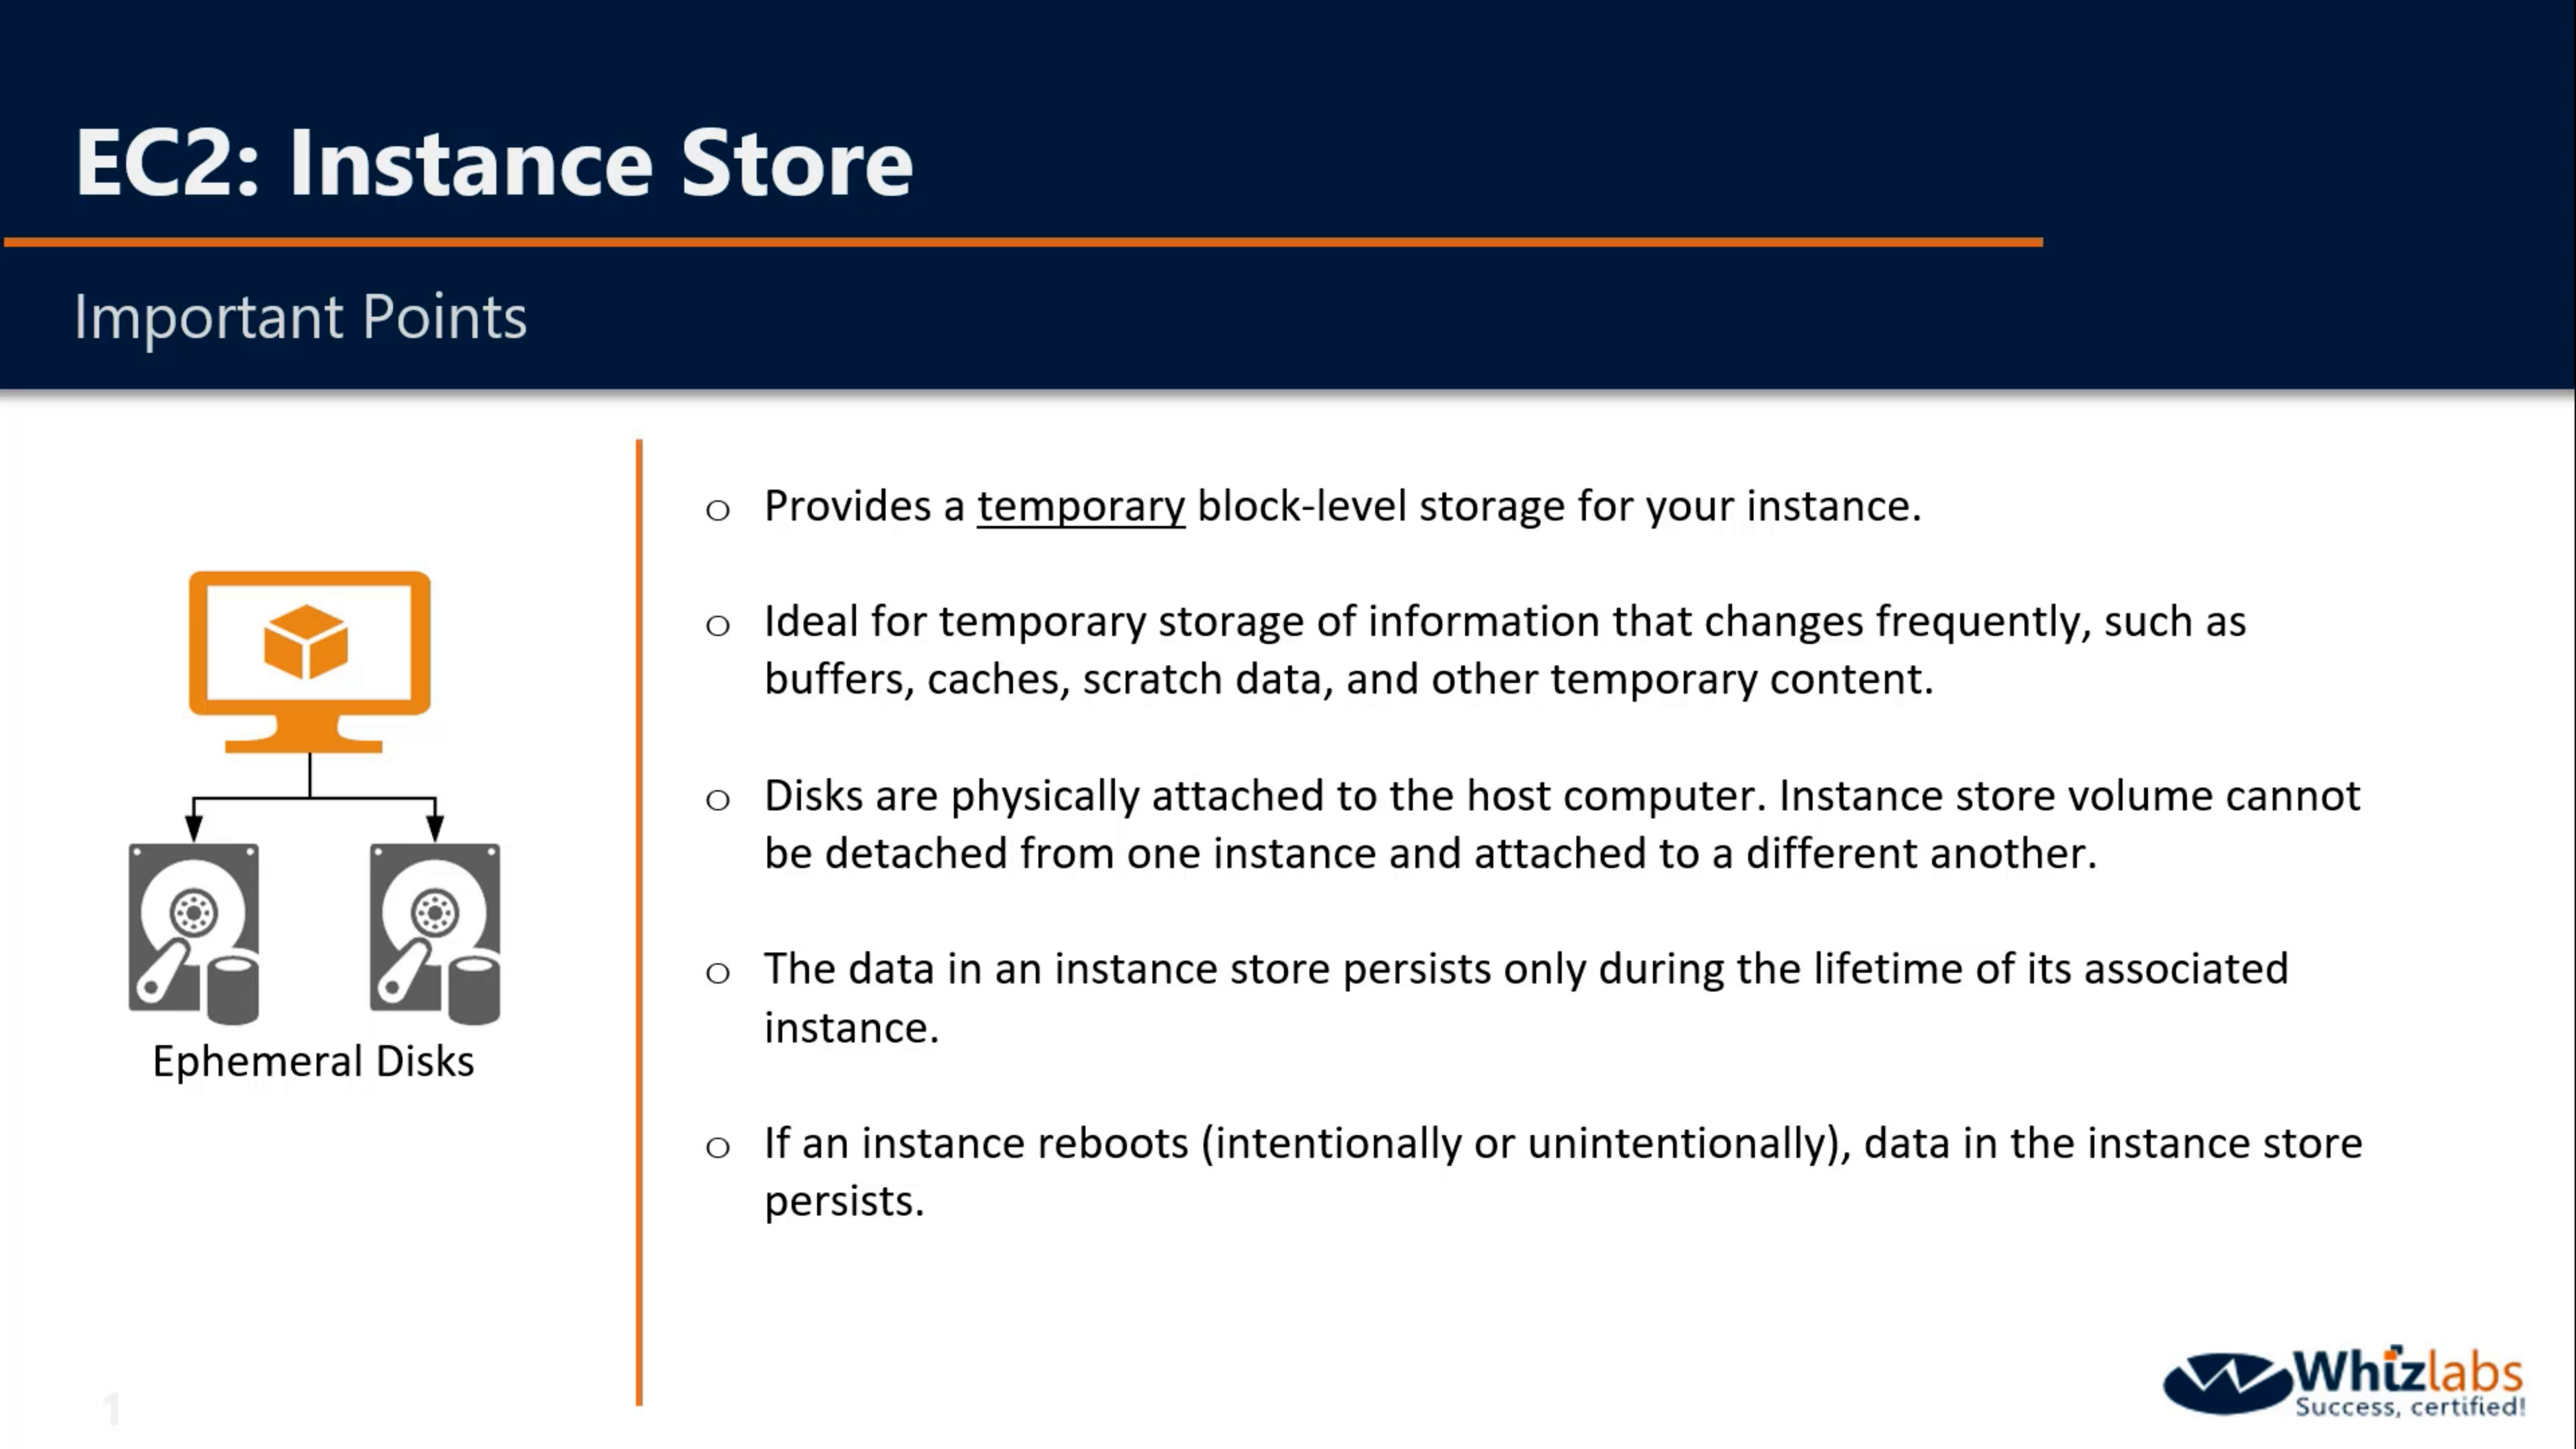 EC2: Instance Store
Important Points
Ephemeral Disks
o Provides a temporary block-level storage for your instance.
o Ideal for temporary storage of information that changes frequently, such as
buffers, caches, scratch data, and other temporary content.
o Disks are physically attached to the host computer. Instance store volume cannot
be detached from one instance and attached to a different another.
o The data in an instance store persists only during the lifetime of its associated
instance.
o If an instance reboots (intentionally or unintentionally), data in the instance store
persists.
1
Whizlabs
Success, certified!